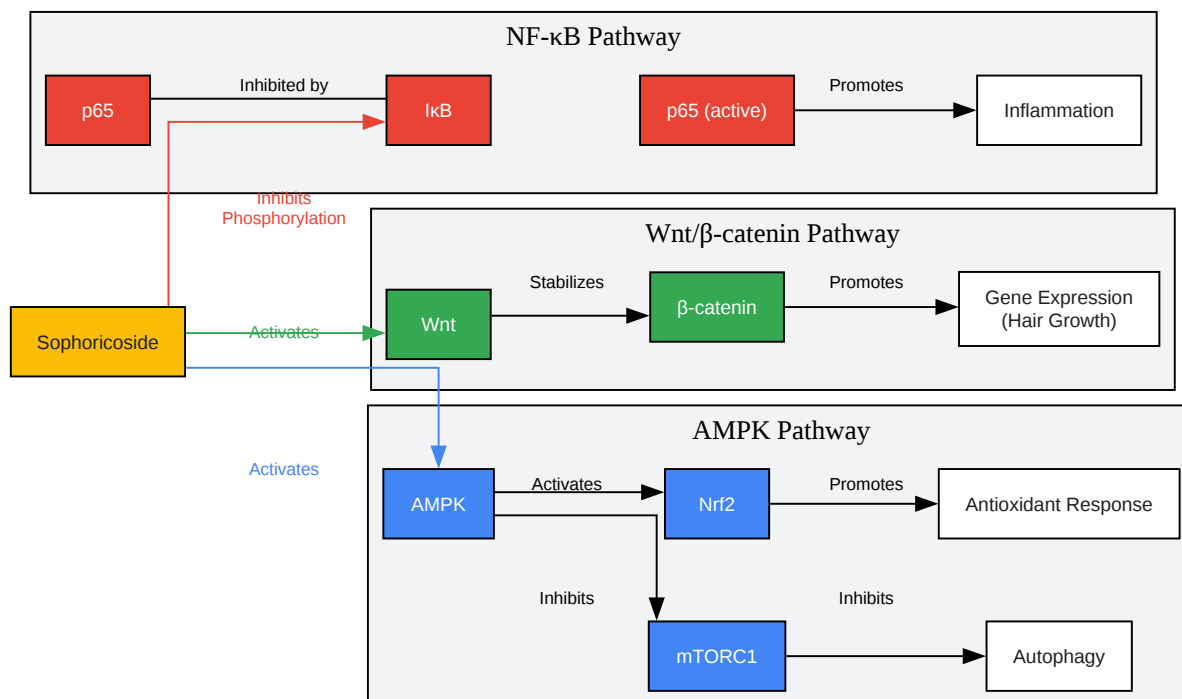 NF-κB Pathway
p65
Inhibited by
IκB
p65 (active)
Promotes
Inflammation
Inhibits
Phosphorylation
Wnt/β-catenin Pathway
Sophoricoside
Activates
Wnt
Stabilizes
β-catenin
Promotes
Gene Expression
(Hair Growth)
AMPK Pathway
Activates
AMPK
Activates
Nrf2
Promotes
Antioxidant Response
Inhibits
mTORC1
Inhibits
Autophagy